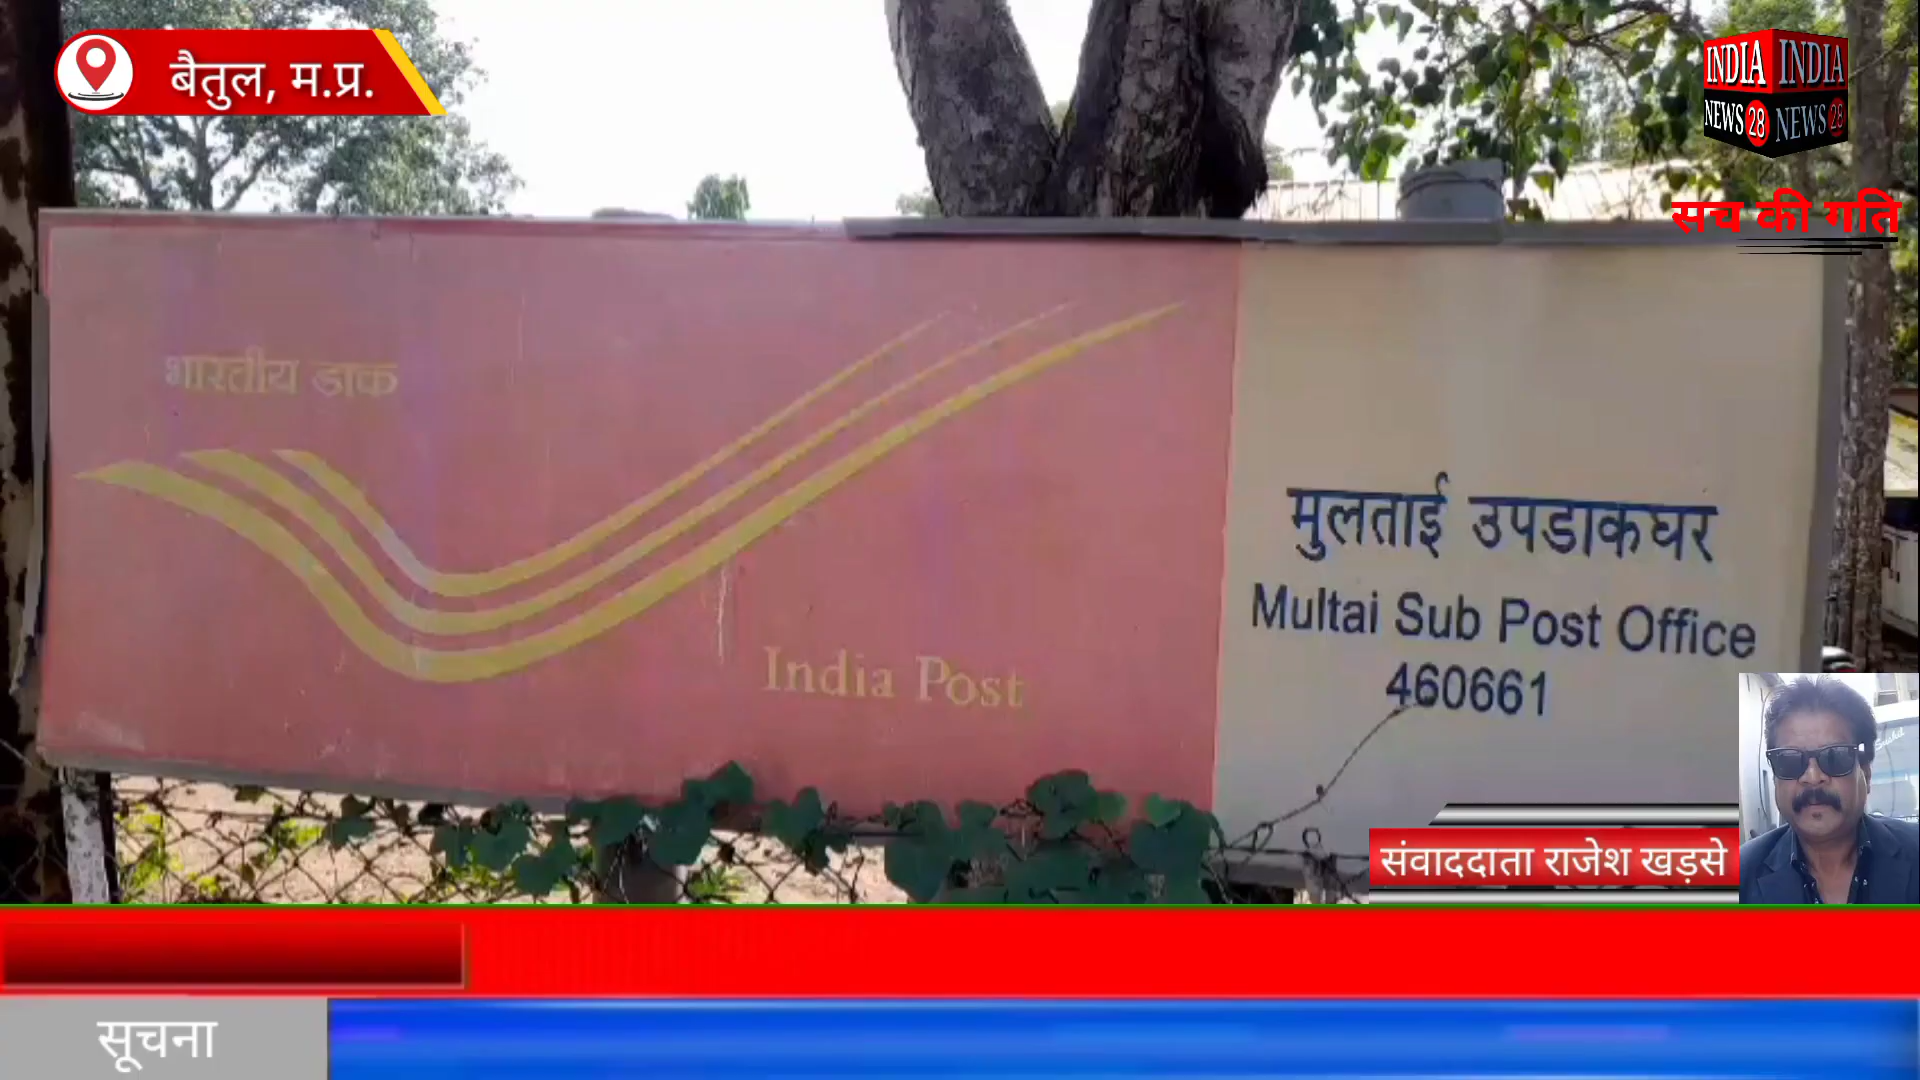 बैतुल, म.प्र.
INDIA INDIA
NEWS 28 NEWS 28
सच की गति
भारतीय डाक
India Post
मुलताई उपडाकघर
Multai Sub Post Office
460661
संवाददाता राजेश खड़से
सूचना